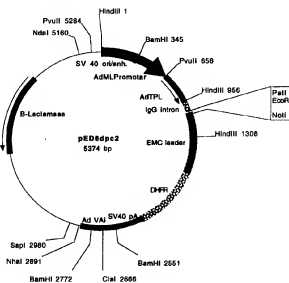 HindIII 1
PvuII 5284
NdaI 5160
BamHI 345
SV 40 ori/enh.
AdMLPromotar
PvuII 656
AdTPL
HindIII 956
IgG intron
PstI
EcoR
NotI
B-Lactamase
pED6dpc2
5374 bp
HindIII 1308
EMC leader
DHFR
SV40 pA
Ad VAI
SapI 2980
NhaI 2891
BamHI 2772
ClaI 2666
BamHI 2551